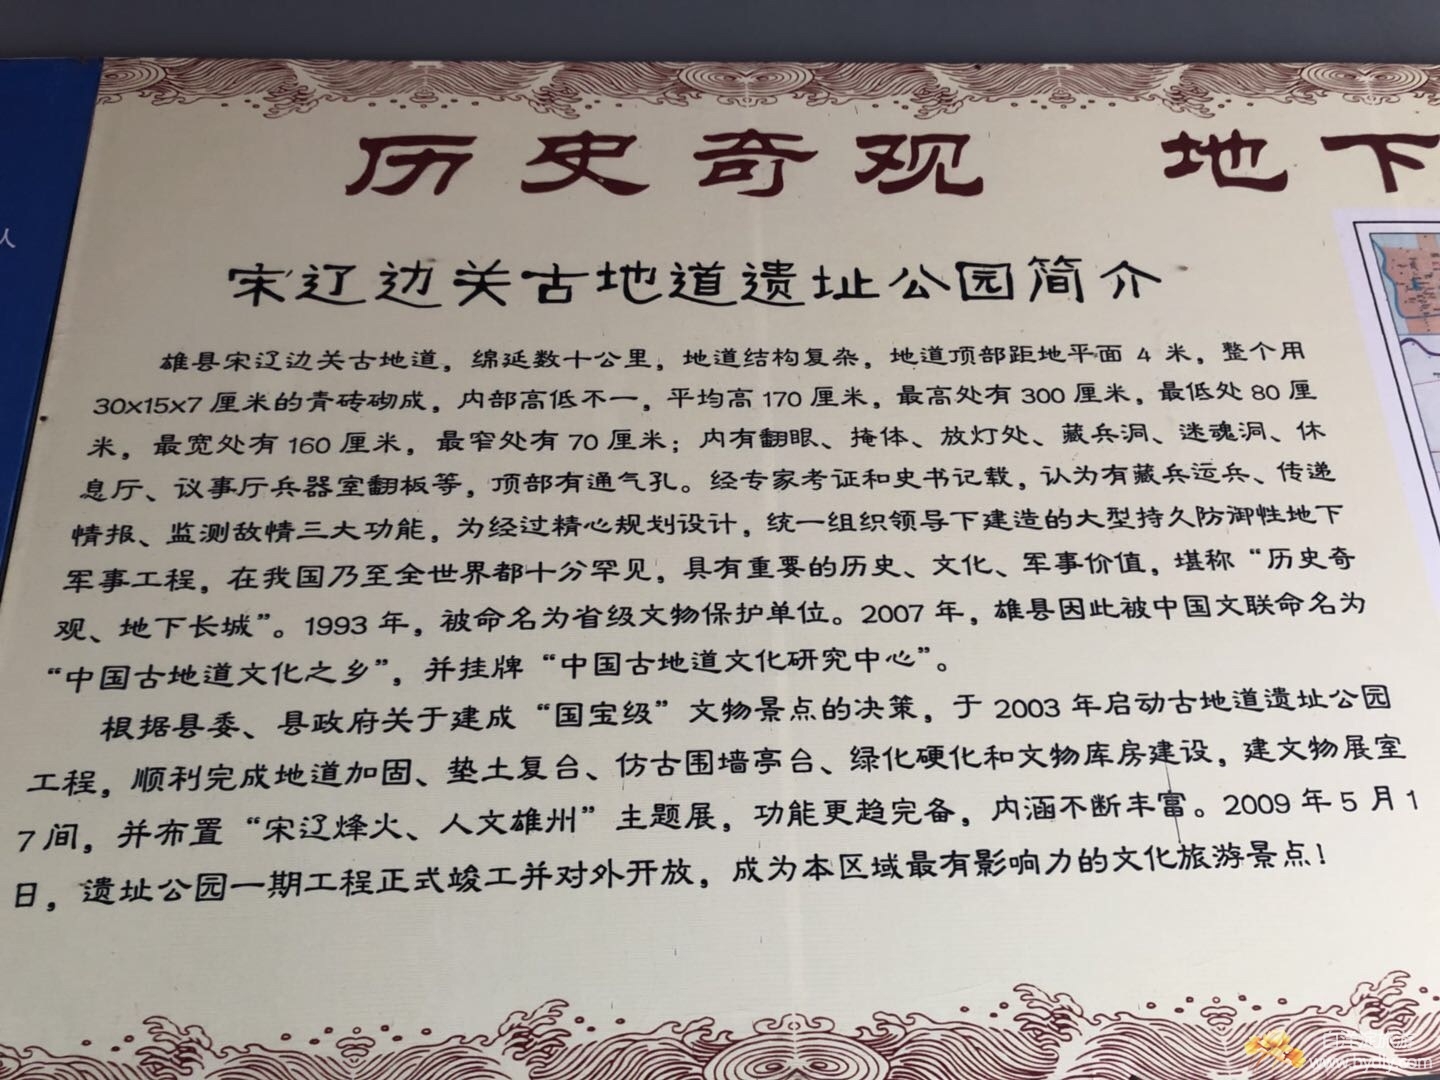 历史奇观 地下
宋辽边关古地道遗址公园简介
雄县宋辽边关古地道，绵延数十公里，地道结构复杂，地道顶部距地平面 4 米，整个用
30x15x7 厘米的青砖砌成，内部高低不一，平均高 170 厘米，最高处有 300 厘米，最低处 80 厘
米，最宽处有 160 厘米，最窄处有 70 厘米；内有翻眼、掩体、放灯处、藏兵洞、迷魂洞、休
息厅、议事厅兵器室翻板等，顶部有通气孔。经专家考证和史书记载，认为有藏兵运兵、传递
情报、监测敌情三大功能，为经过精心规划设计，统一组织领导下建造的大型持久防御性地下
军事工程，在我国乃至全世界都十分罕见，具有重要的历史、文化、军事价值，堪称“历史奇
观、地下长城”。1993 年，被命名为省级文物保护单位。2007 年，雄县因此被中国文联命名为
“中国古地道文化之乡”，并挂牌“中国古地道文化研究中心”。
根据县委、县政府关于建成“国宝级”文物景点的决策，于 2003 年启动古地道遗址公园
工程，顺利完成地道加固、垫土复台、仿古围墙亭台、绿化硬化和文物库房建设，建文物展室
7 间，并布置“宋辽烽火、人文雄州”主题展，功能更趋完备，内涵不断丰富。2009 年 5 月 1
日，遗址公园一期工程正式竣工并对外开放，成为本区域最有影响力的文化旅游景点！